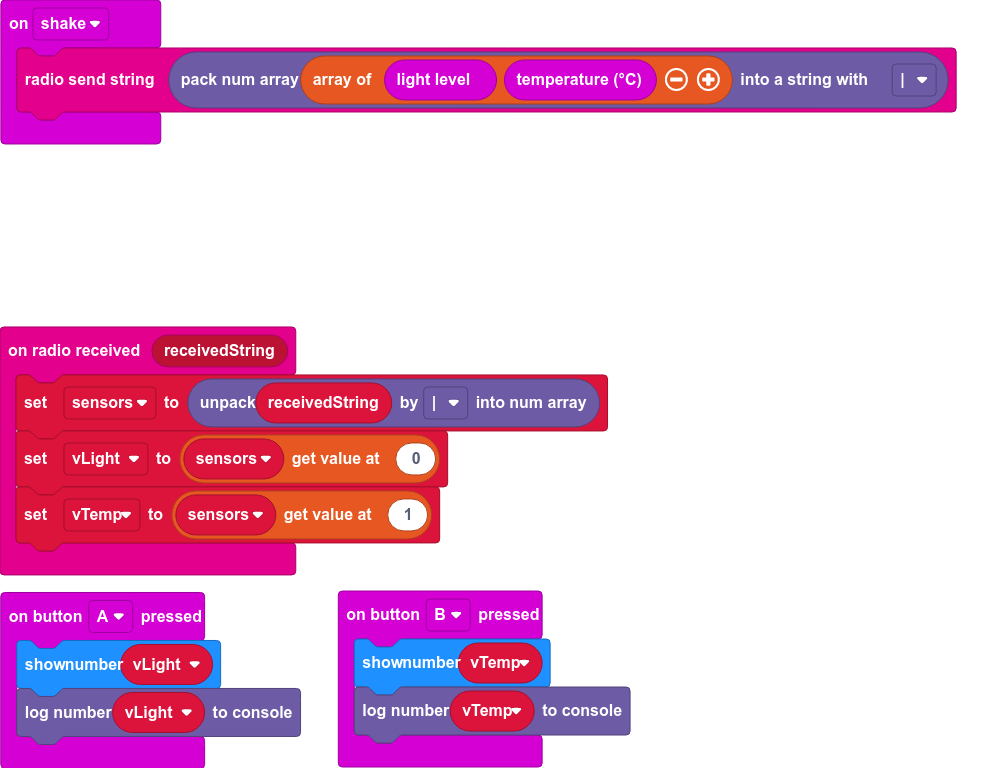 on shake
radio send string pack num array array of light level temperature (°C) into a string with |
on radio received receivedString
set sensors to unpack receivedString by | into num array
set vLight to sensors get value at 0
set vTemp to sensors get value at 1
on button A pressed
shownumber vLight
log number vLight to console
on button B pressed
shownumber vTemp
log number vTemp to console